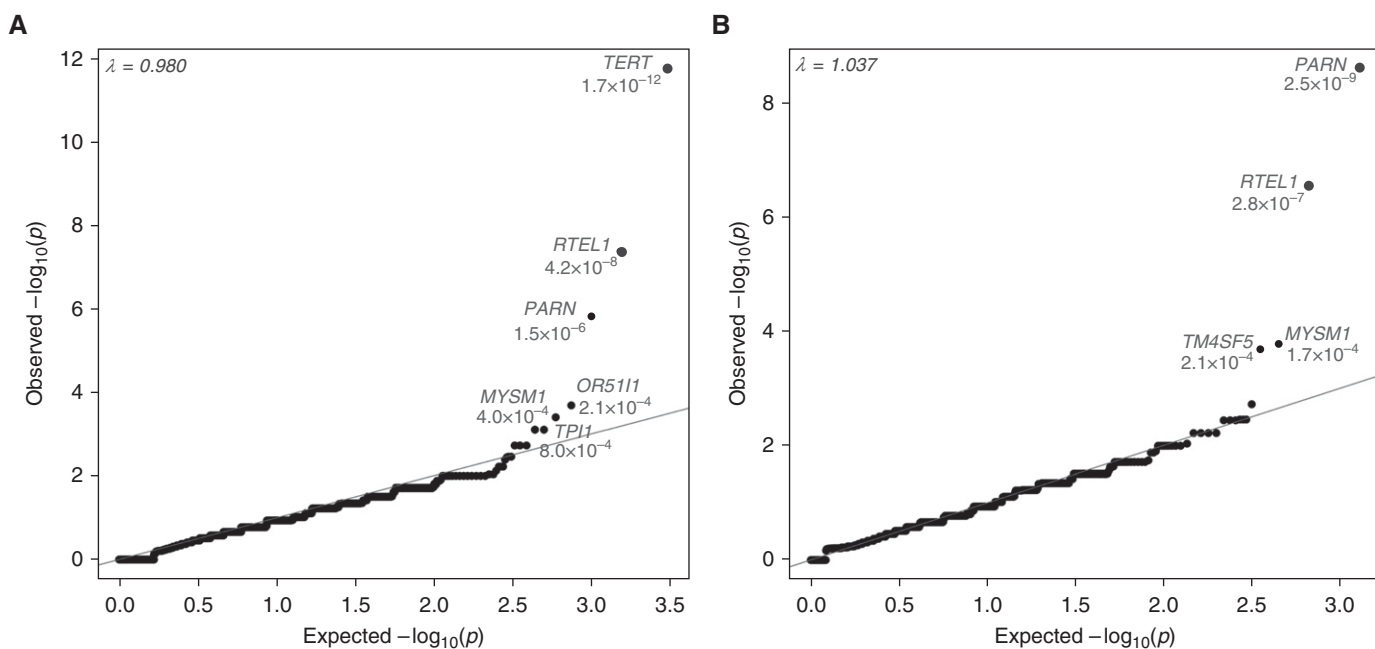 A
λ = 0.980
TERT
1.7×10−12
RTEL1
4.2×10−8
PARN
1.5×10−6
MYSM1
4.0×10−4
OR51I1
2.1×10−4
TPI1
8.0×10−4
12
10
8
6
4
2
0
Observed −log10(p)
0.0 0.5 1.0 1.5 2.0 2.5 3.0 3.5
Expected −log10(p)
B
λ = 1.037
PARN
2.5×10−9
RTEL1
2.8×10−7
TM4SF5
2.1×10−4
MYSM1
1.7×10−4
8
6
4
2
0
Observed −log10(p)
0.0 0.5 1.0 1.5 2.0 2.5 3.0
Expected −log10(p)